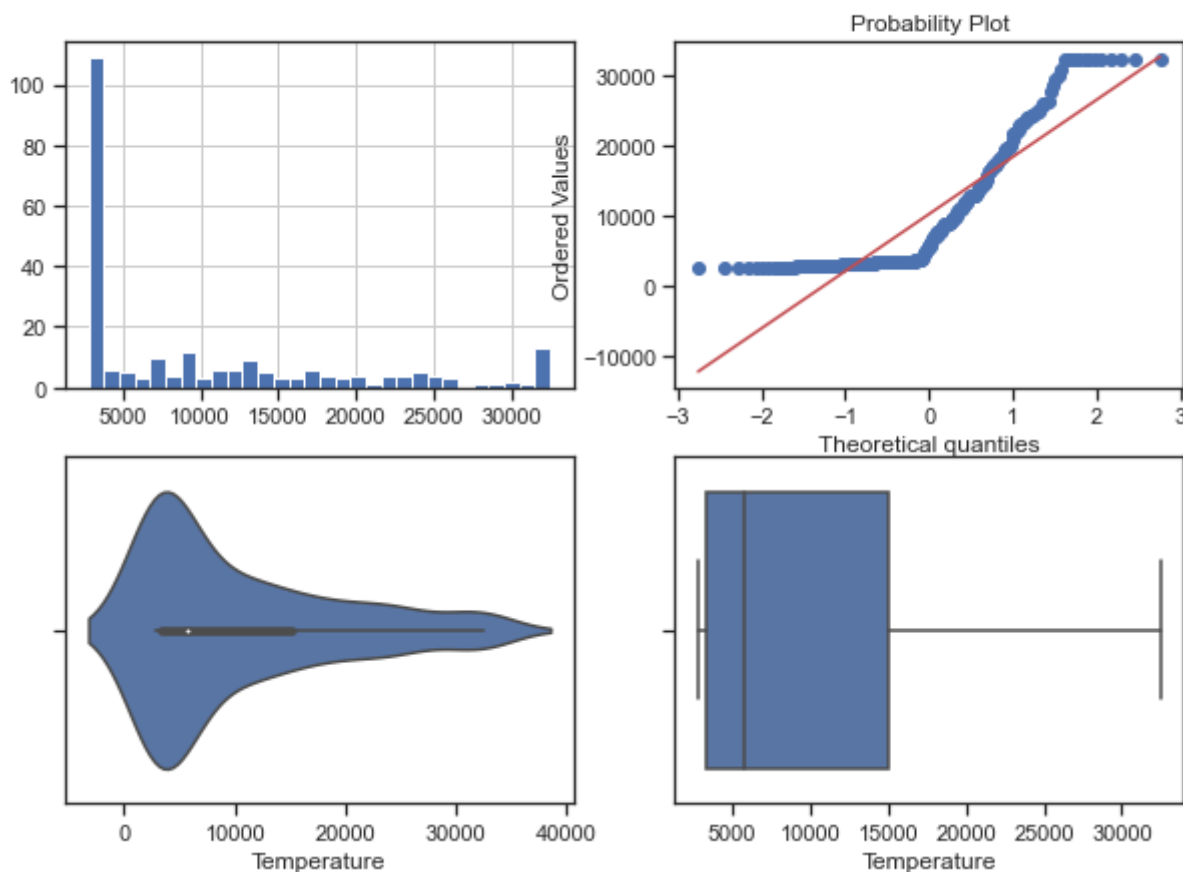 Probability Plot
100
80
60
40
20
0
5000 10000 15000 20000 25000 30000
Ordered Values
30000
20000
10000
0
−10000
−3 −2 −1 0 1 2 3
Theoretical quantiles
0 10000 20000 30000 40000
Temperature
5000 10000 15000 20000 25000 30000
Temperature